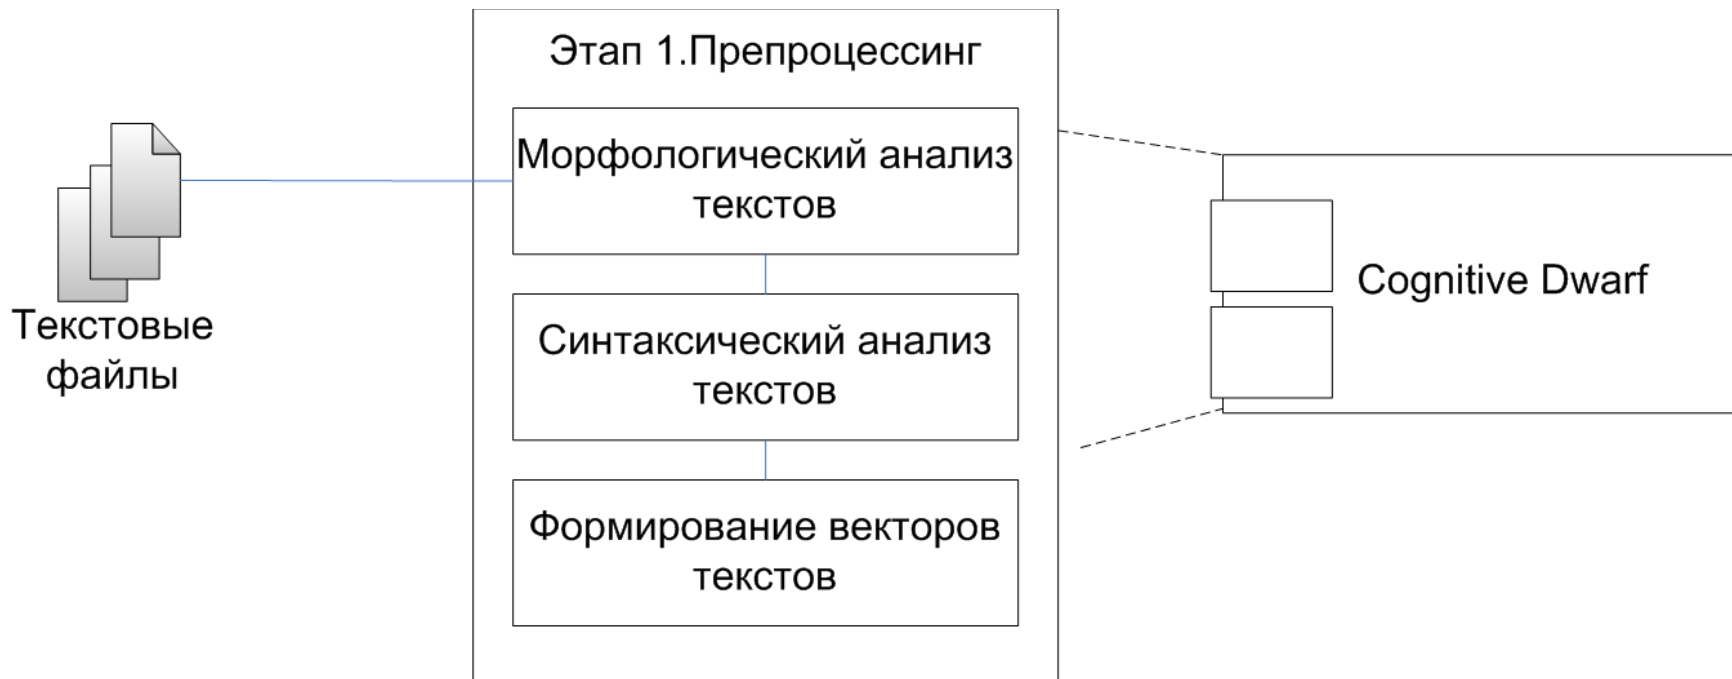 Этап 1.Препроцессинг
Морфологический анализ
текстов
Текстовые
файлы
Синтаксический анализ
текстов
Формирование векторов
текстов
Cognitive Dwarf